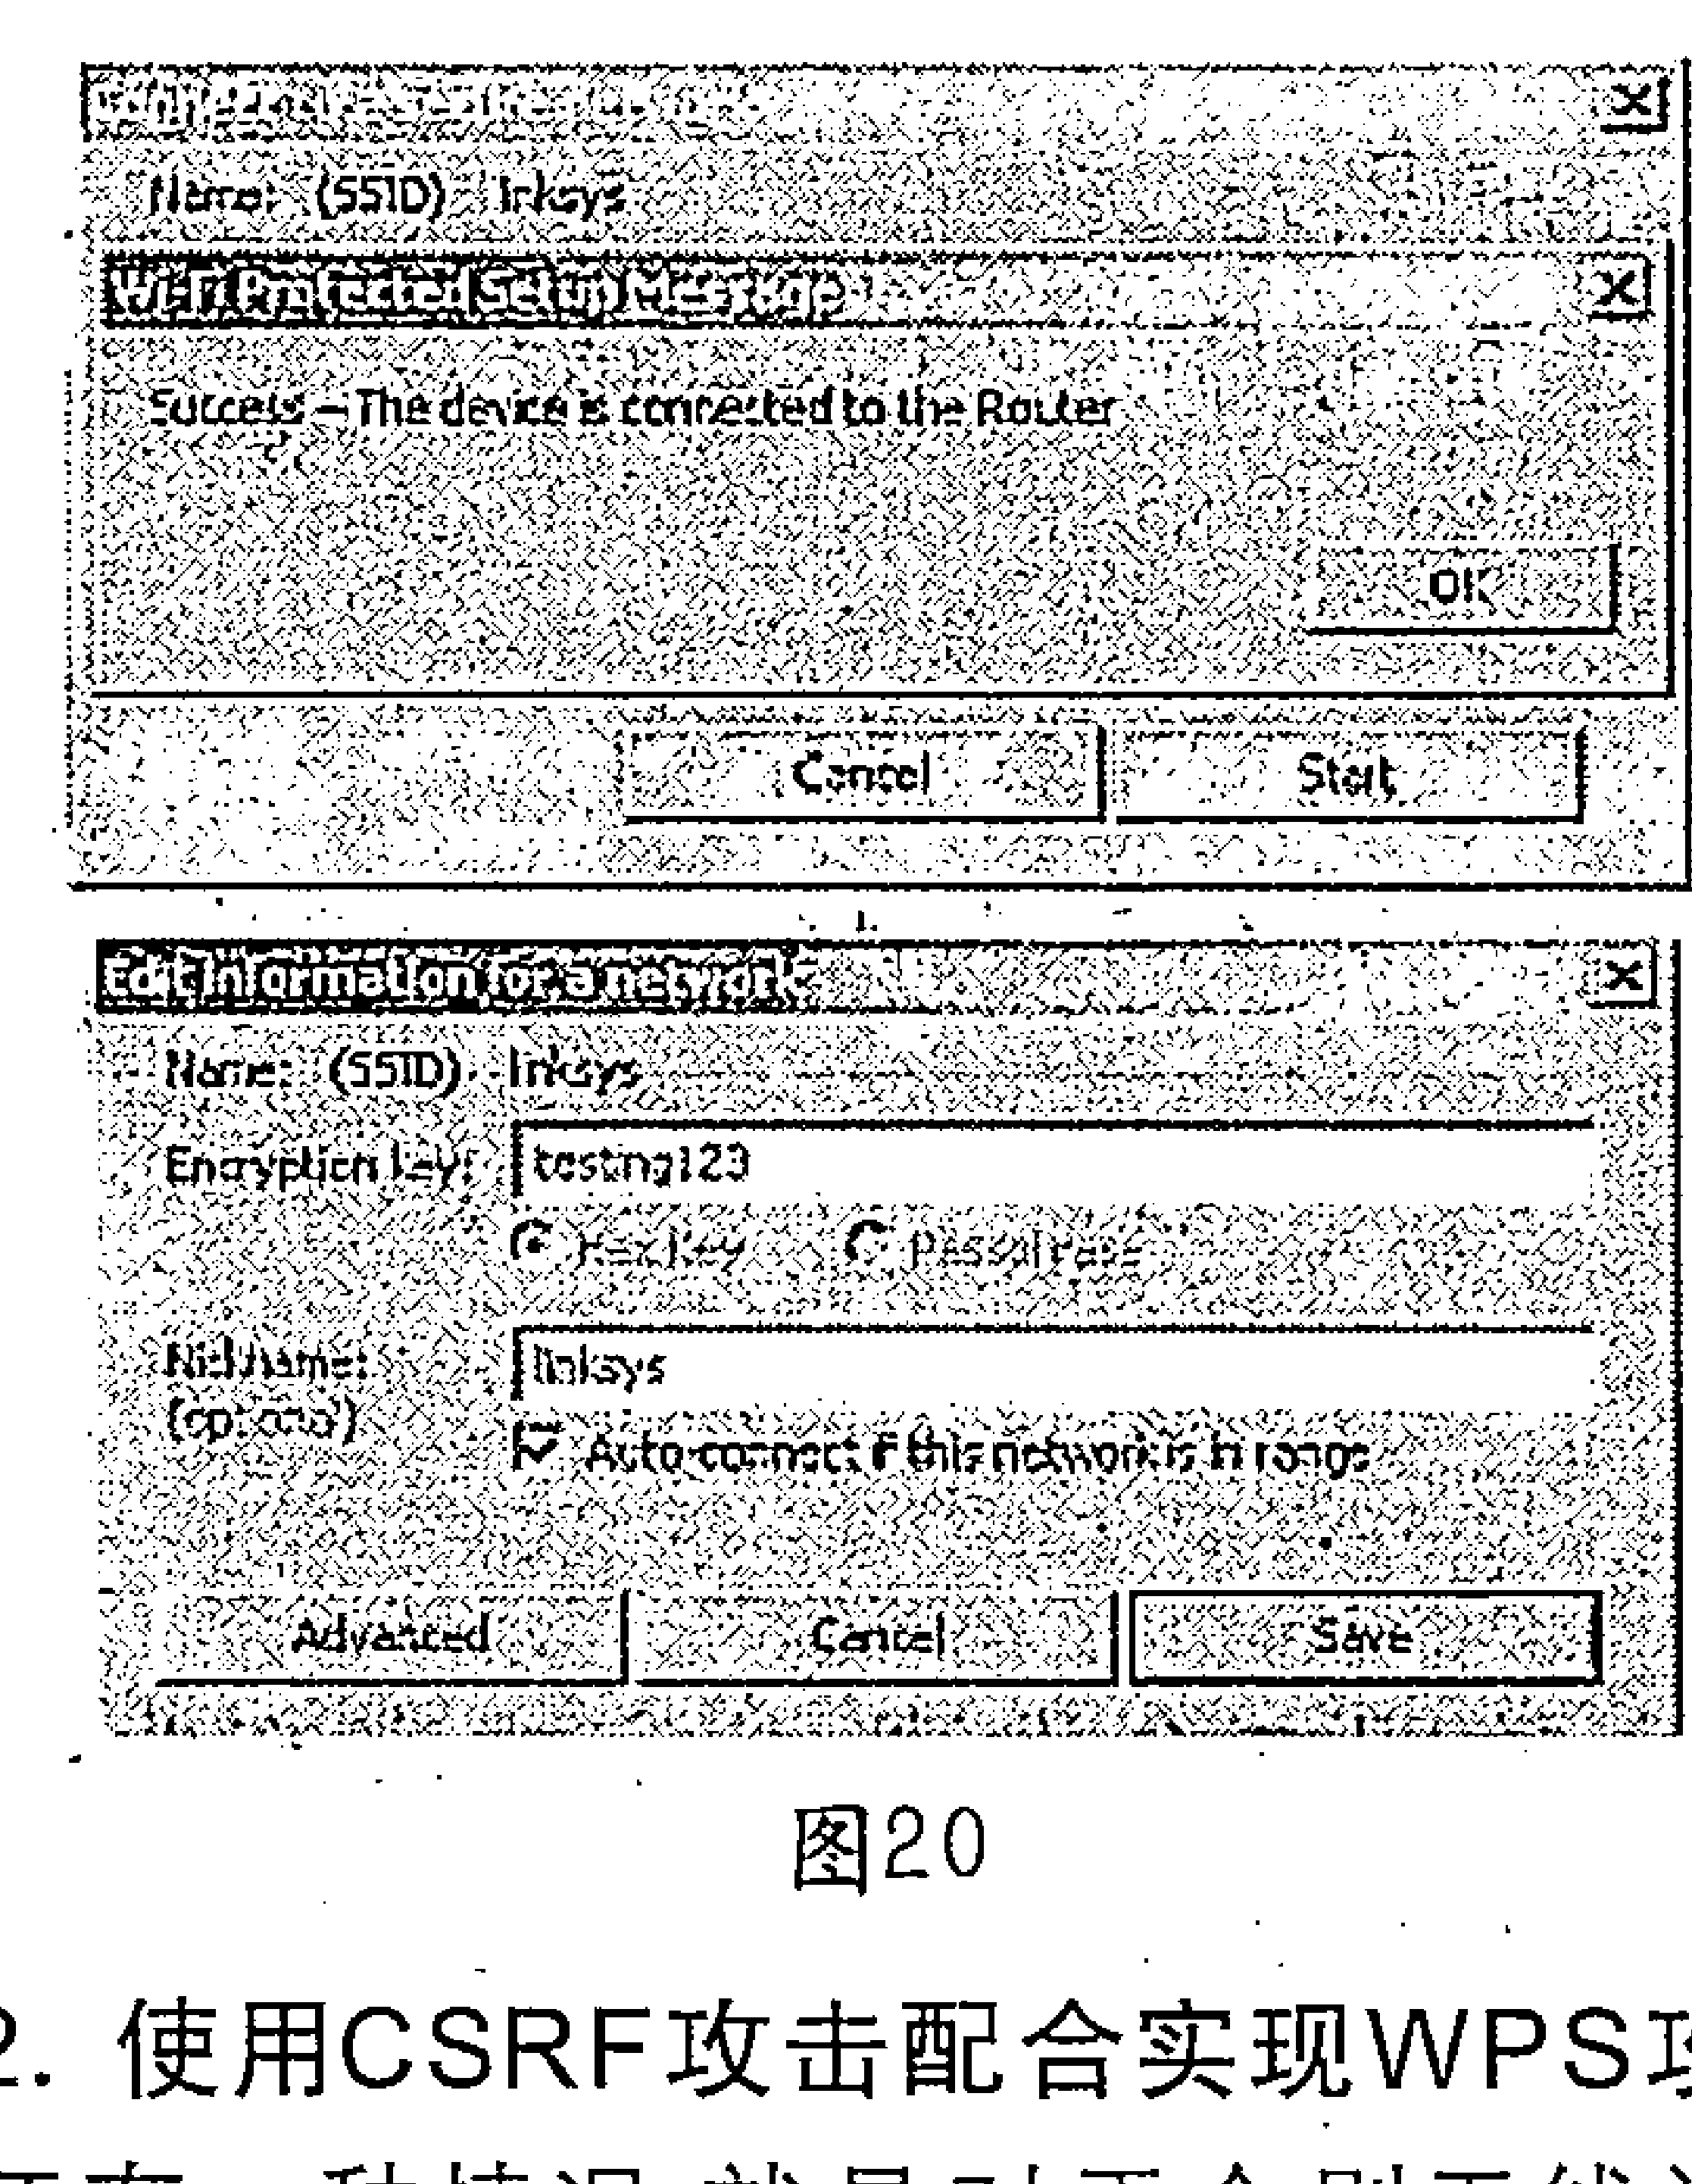 Name: (SSID) linksys
Wi-Fi Protected Setup Message
Success – The device is connected to the Router
OK
Cancel Start
Edit information for a network
Name: (SSID) linksys
Encryption key: testing123
Hex key Passphrase
Nickname: linksys
(optional)
Auto-connect if this network is in range
Advanced Cancel Save
图20
2. 使用CSRF攻击配合实现WPS攻